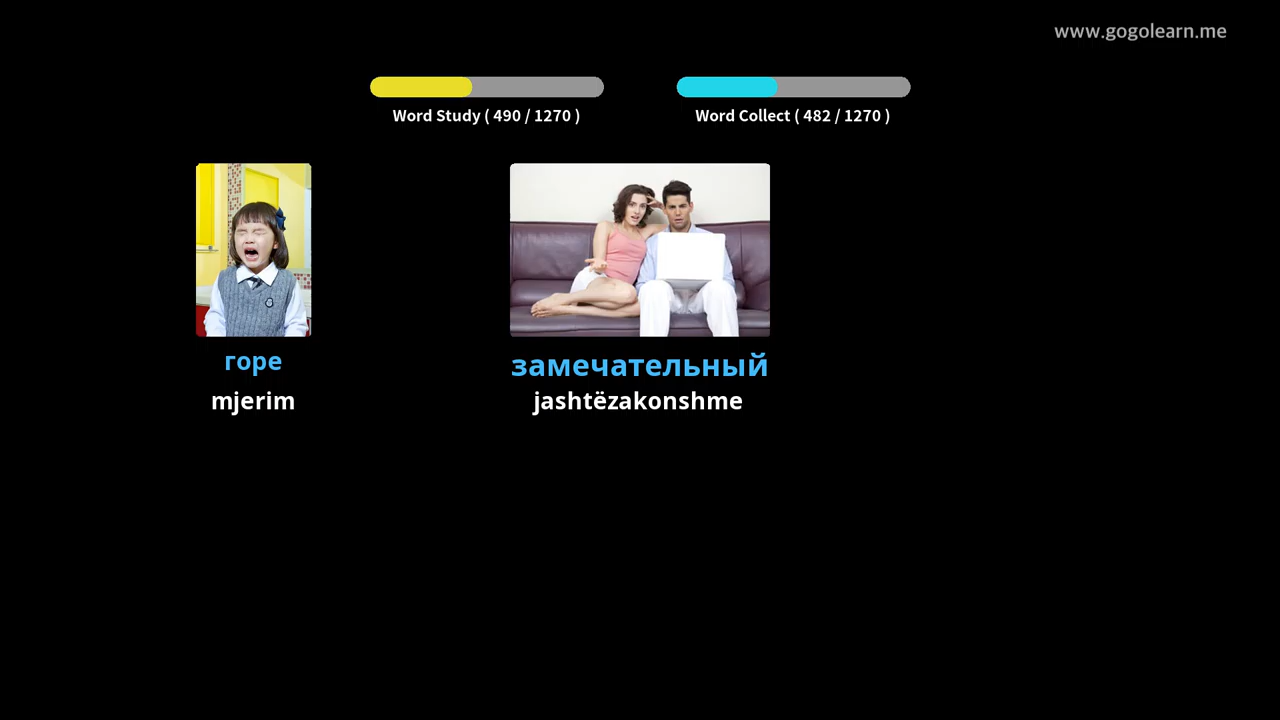 www.gogolearn.me
Word Study ( 490 / 1270 )
Word Collect ( 482 / 1270 )
горе
замечательный
mjerim
jashtëzakonshme